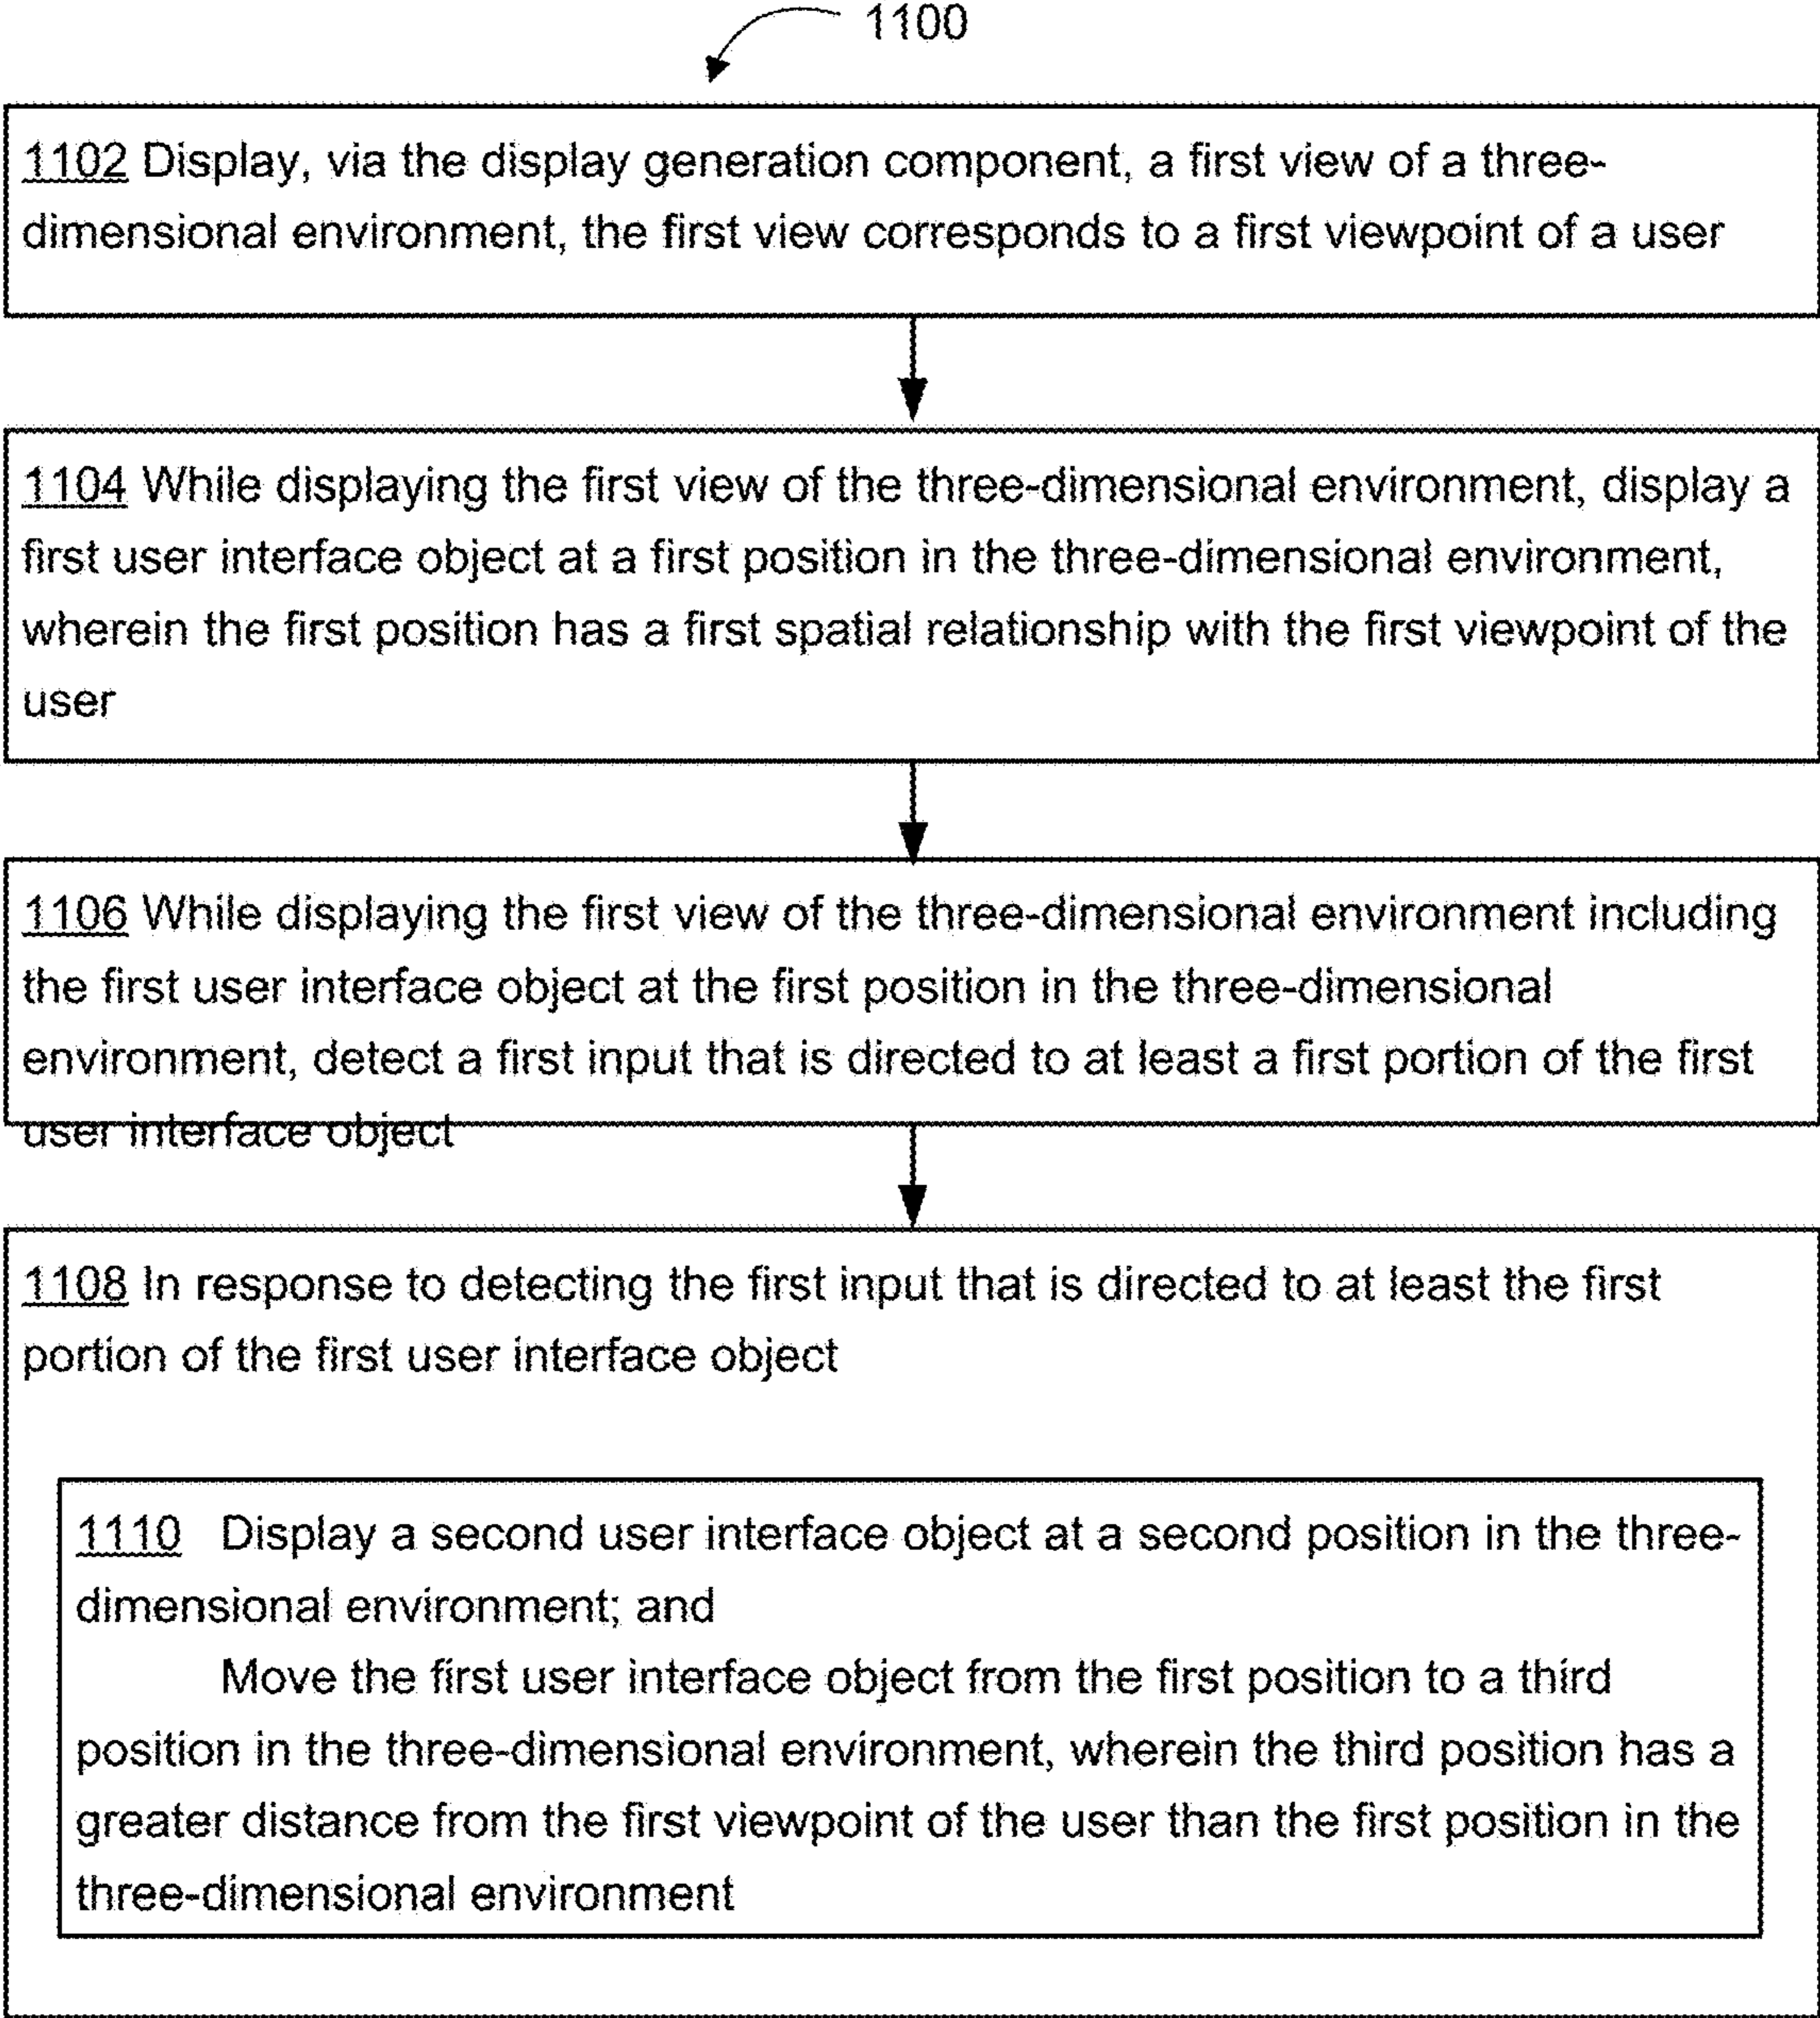 1100
1102 Display, via the display generation component, a first view of a three-
dimensional environment, the first view corresponds to a first viewpoint of a user
1104 While displaying the first view of the three-dimensional environment, display a
first user interface object at a first position in the three-dimensional environment,
wherein the first position has a first spatial relationship with the first viewpoint of the
user
1106 While displaying the first view of the three-dimensional environment including
the first user interface object at the first position in the three-dimensional
environment, detect a first input that is directed to at least a first portion of the first
user interface object
1108 In response to detecting the first input that is directed to at least the first
portion of the first user interface object
1110 Display a second user interface object at a second position in the three-
dimensional environment; and
Move the first user interface object from the first position to a third
position in the three-dimensional environment, wherein the third position has a
greater distance from the first viewpoint of the user than the first position in the
three-dimensional environment